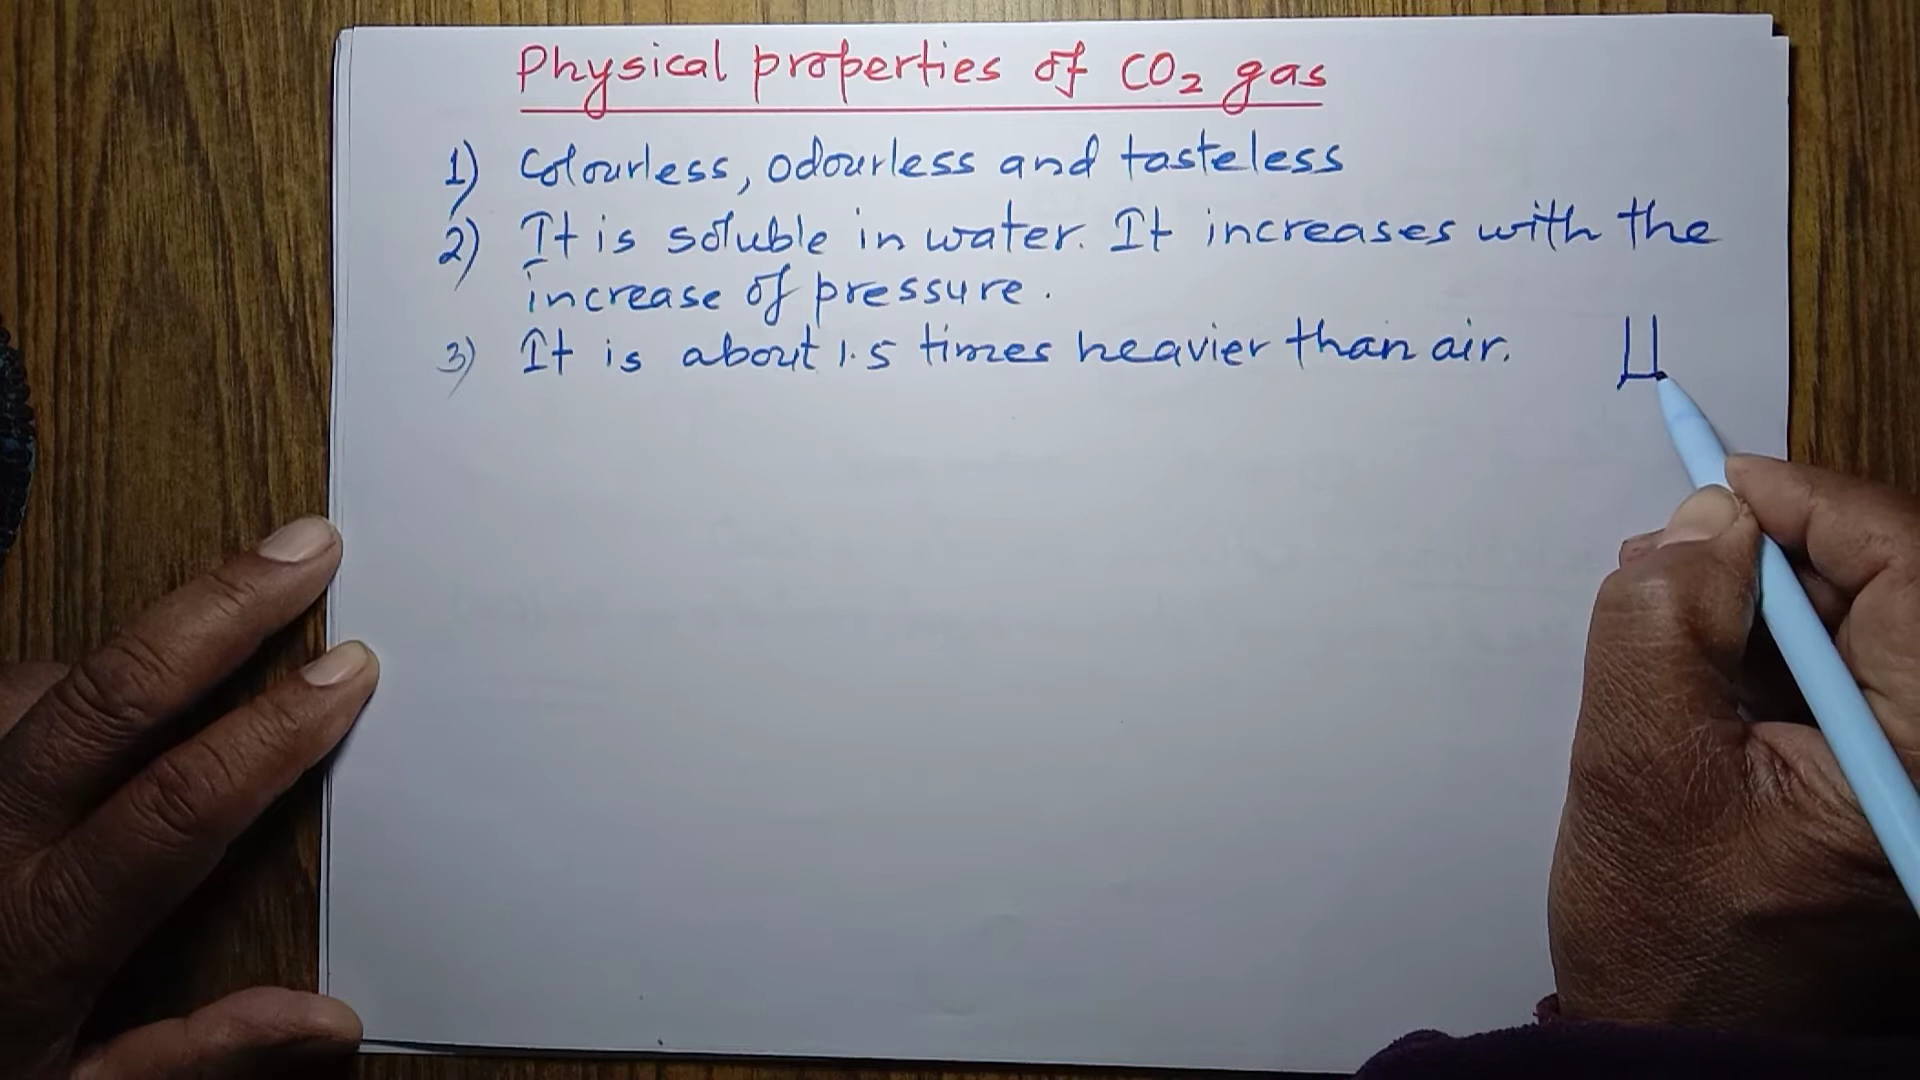 Physical properties of CO₂ gas
1) Colourless, odourless and tasteless
2) It is soluble in water. It increases with the
increase of pressure.
3) It is about 1.5 times heavier than air.